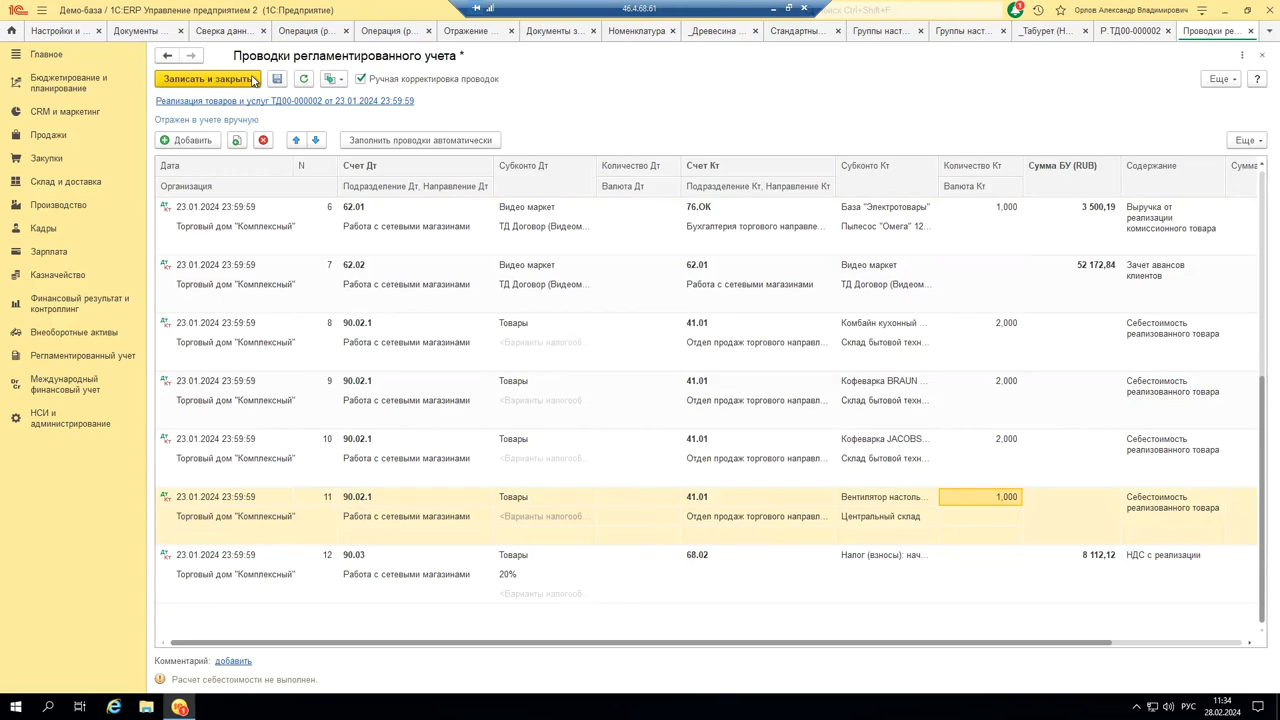 46.4.68.61
Демо-база / 1С:ERP Управление предприятием 2 (1С:Предприятие)
Поиск Ctrl+Shift+F
Орлов Александр Владимирович
Настройки и ...
Документы ...
Сверка данн...
Операция (р...
Операция (р...
Отражение ...
Документы з...
Номенклатура
_Древесина ...
Стандартны...
Группы наст...
Группы наст...
_Табурет (Н...
Р.ТД00-000002
Проводки ре...
Главное
Бюджетирование и
планирование
CRM и маркетинг
Продажи
Закупки
Склад и доставка
Производство
Кадры
Зарплата
Казначейство
Финансовый результат и
контроллинг
Внеоборотные активы
Регламентированный учет
Международный
финансовый учет
НСИ и
администрирование
Проводки регламентированного учета *
Записать и закрыть
Ручная корректировка проводок
Еще
?
Реализация товаров и услуг ТД00-000002 от 23.01.2024 23:59:59
Отражен в учете вручную
Добавить
Заполнить проводки автоматически
Еще
Дата N Счет Дт Субконто Дт Количество Дт Счет Кт Субконто Кт Количество Кт Сумма БУ (RUB) Содержание Сумма
Организация Подразделение Дт, Направление Дт Валюта Дт Подразделение Кт, Направление Кт Валюта Кт
23.01.2024 23:59:59 6 62.01 Видео маркет 76.ОК База "Электротовары" 1,000 3 500,19 Выручка от
реализации
комиссионного товара
Торговый дом "Комплексный" Работа с сетевыми магазинами ТД Договор (Видеом... Бухгалтерия торгового направле... Пылесос "Омега" 12...
23.01.2024 23:59:59 7 62.02 Видео маркет 62.01 Видео маркет 52 172,84 Зачет авансов
клиентов
Торговый дом "Комплексный" Работа с сетевыми магазинами ТД Договор (Видеом... Работа с сетевыми магазинами ТД Договор (Видеом...
23.01.2024 23:59:59 8 90.02.1 Товары 41.01 Комбайн кухонный ... 2,000 Себестоимость
реализованного товара
Торговый дом "Комплексный" Работа с сетевыми магазинами <Варианты налогооб... Отдел продаж торгового направл... Склад бытовой техн...
23.01.2024 23:59:59 9 90.02.1 Товары 41.01 Кофеварка BRAUN ... 2,000 Себестоимость
реализованного товара
Торговый дом "Комплексный" Работа с сетевыми магазинами <Варианты налогооб... Отдел продаж торгового направл... Склад бытовой техн...
23.01.2024 23:59:59 10 90.02.1 Товары 41.01 Кофеварка JACOBS... 2,000 Себестоимость
реализованного товара
Торговый дом "Комплексный" Работа с сетевыми магазинами <Варианты налогооб... Отдел продаж торгового направл... Склад бытовой техн...
23.01.2024 23:59:59 11 90.02.1 Товары 41.01 Вентилятор настоль... 1,000 Себестоимость
реализованного товара
Торговый дом "Комплексный" Работа с сетевыми магазинами <Варианты налогооб... Отдел продаж торгового направл... Центральный склад
23.01.2024 23:59:59 12 90.03 Товары 68.02 Налог (взносы): нач... 8 112,12 НДС с реализации
Торговый дом "Комплексный" Работа с сетевыми магазинами 20%
<Варианты налогооб...
Комментарий: добавить
Расчет себестоимости не выполнен.
РУС
11:34
28.02.2024